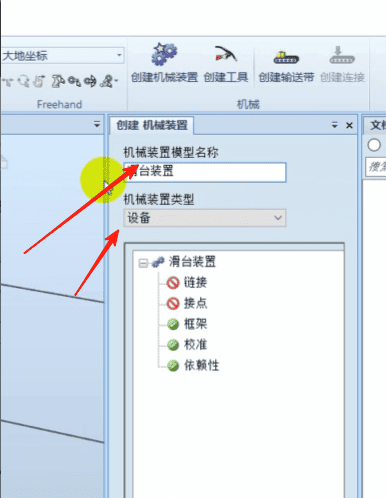 大地坐标
创建机械装置 创建工具 创建输送带 创建连接
Freehand
机械
创建 机械装置
文档
机械装置模型名称
滑台装置
搜索
机械装置类型
设备
滑台装置
链接
接点
框架
校准
依赖性